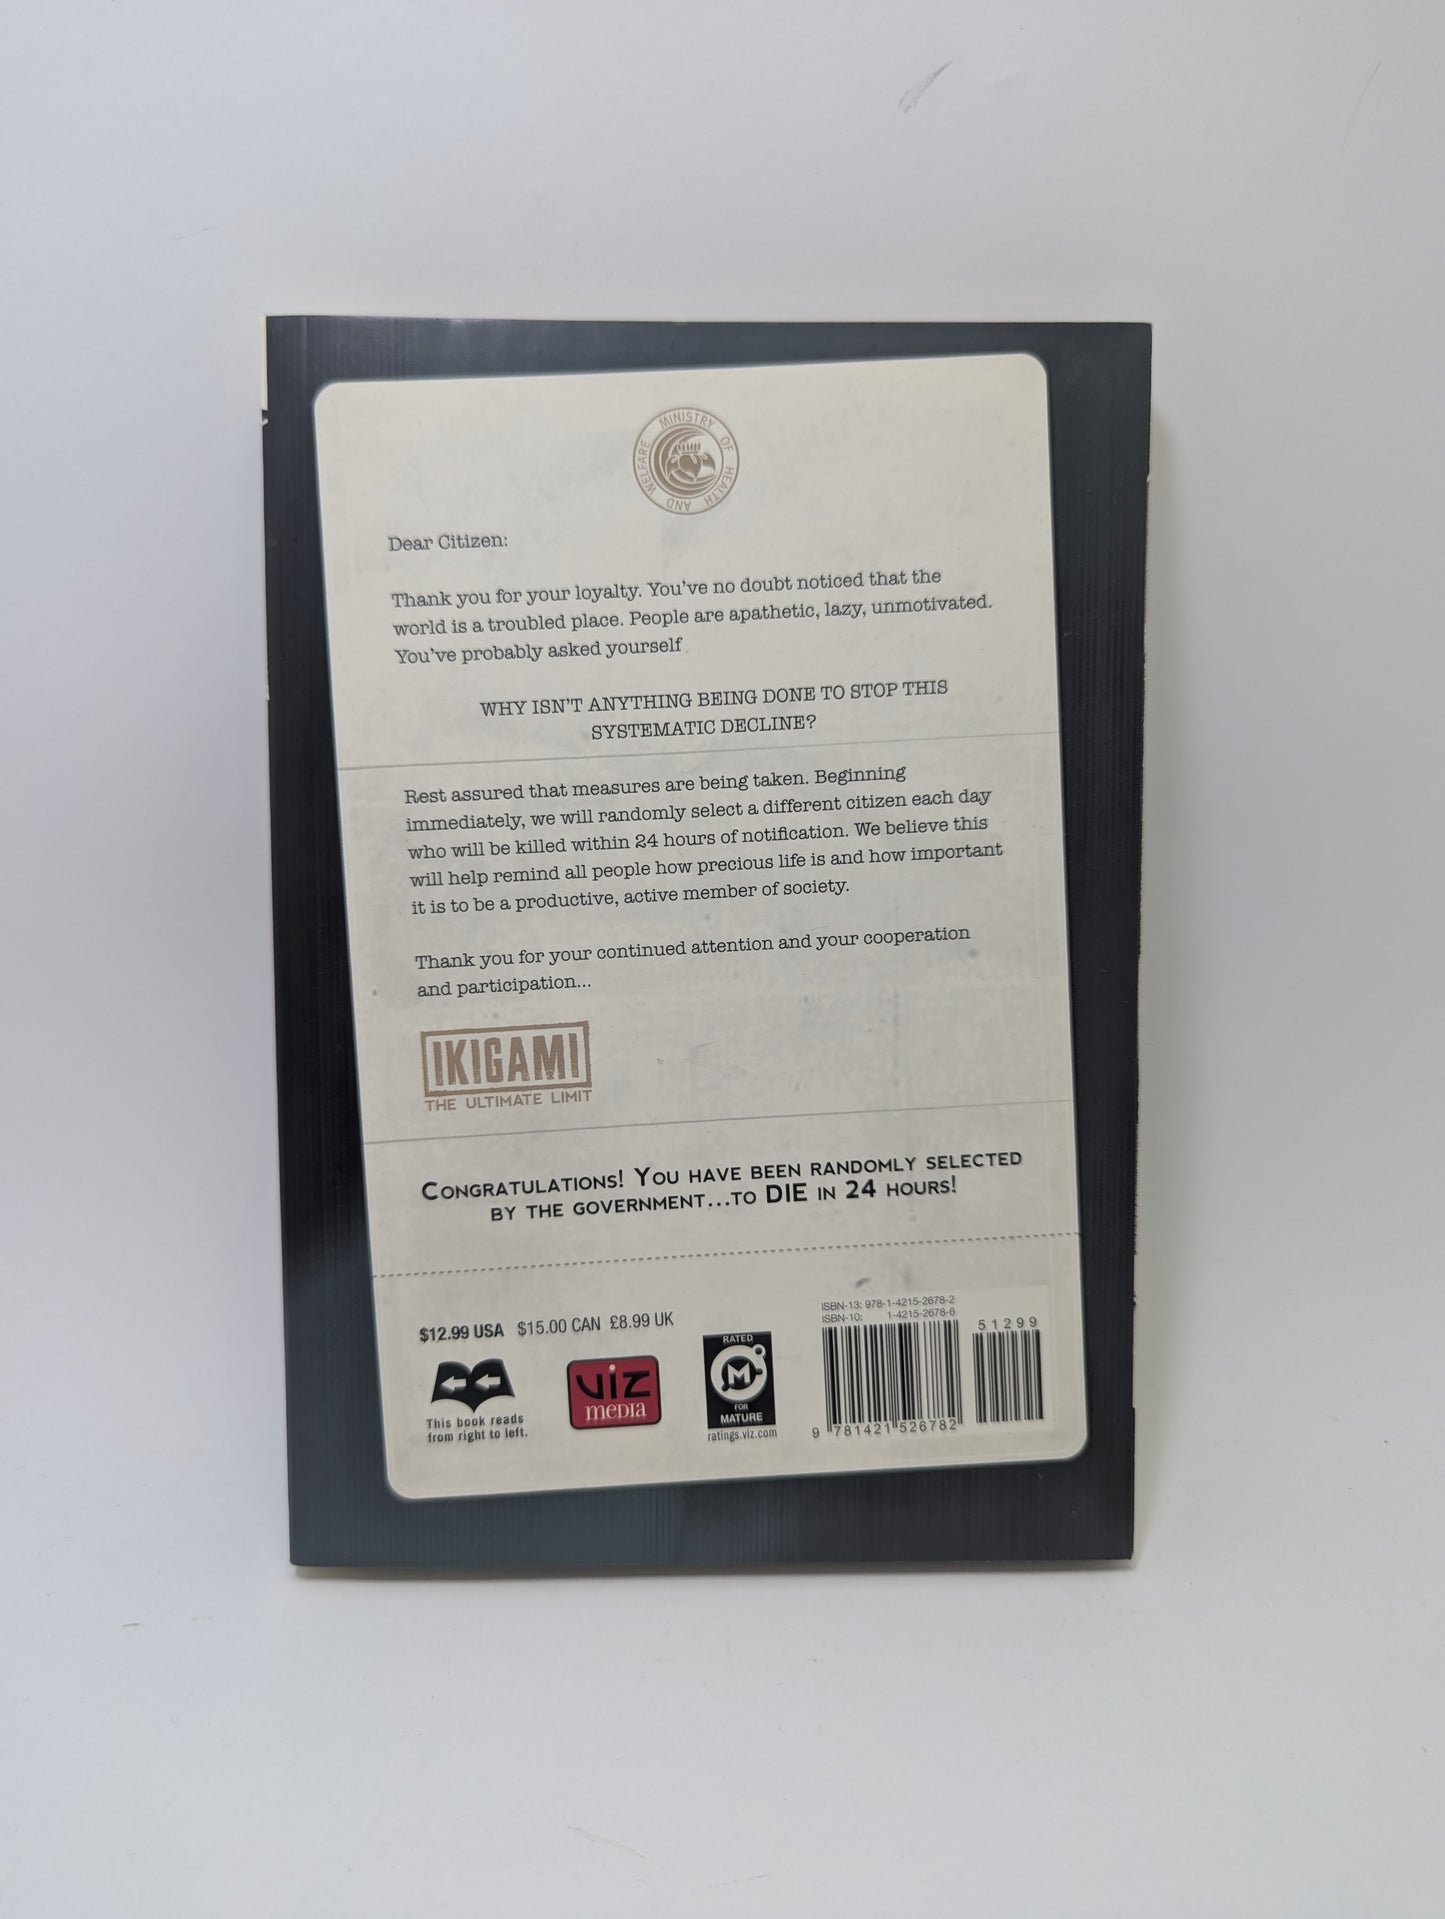 MINISTRY OF HEALTH AND WELFARE
Dear Citizen:
Thank you for your loyalty. You've no doubt noticed that the
world is a troubled place. People are apathetic, lazy, unmotivated.
You've probably asked yourself
WHY ISN'T ANYTHING BEING DONE TO STOP THIS
SYSTEMATIC DECLINE?
Rest assured that measures are being taken. Beginning
immediately, we will randomly select a different citizen each day
who will be killed within 24 hours of notification. We believe this
will help remind all people how precious life is and how important
it is to be a productive, active member of society.
Thank you for your continued attention and your cooperation
and participation...
IKIGAMI
THE ULTIMATE LIMIT
CONGRATULATIONS! YOU HAVE BEEN RANDOMLY SELECTED
BY THE GOVERNMENT...TO DIE IN 24 HOURS!
$12.99 USA $15.00 CAN £8.99 UK
This book reads
from right to left.
VIZ
MEDIA
RATED
M
FOR
MATURE
ratings.viz.com
ISBN-13: 978-1-4215-2678-2
ISBN-10: 1-4215-2678-6
51299
9 781421 526782